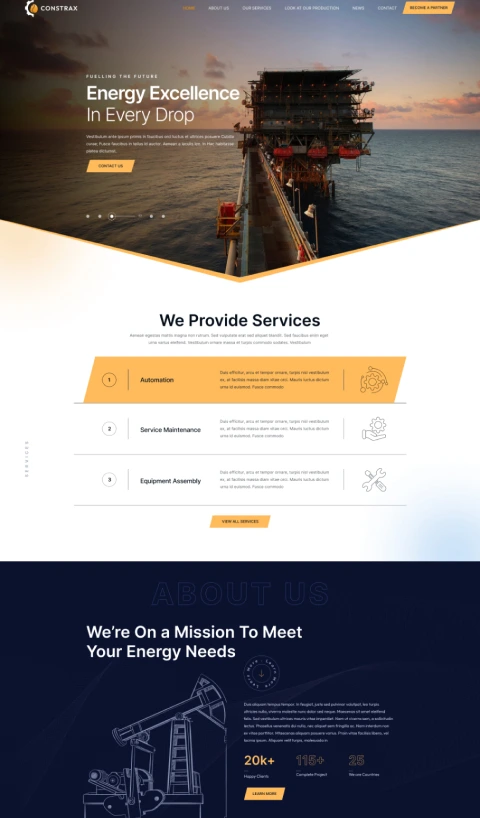 CONSTRAX
HOME ABOUT US OUR SERVICES LOOK AT OUR PRODUCTION NEWS CONTACT BECOME A PARTNER
FUELLING THE FUTURE
Energy Excellence
In Every Drop
Vestibulum ante ipsum primis in faucibus orci luctus et ultrices posuere Cubilia
curae; Fusce faucibus in tellus id auctor. Aenean a iaculis leo. In Hac habitasse
platea dictumst.
CONTACT US
We Provide Services
Aenean egestas mattis magna non rutrum. Sed vulputate erat sed aliquet blandit. Sed suscipit ante eget
urna varius eleifend. Vestibulum ornare massa et turpis commodo sodales. Vestibulum
1
Automation
Duis efficitur, arcu et tempor ornare, turpis nisl vestibulum
ex, at facilisis massa diam vitae orci. Mauris luctus dictum
urna id euismod. Fusce commodo
2
Service Maintenance
Duis efficitur, arcu et tempor ornare, turpis nisl vestibulum
ex, at facilisis massa diam vitae orci. Mauris luctus dictum
urna id euismod. Fusce commodo
SERVICES
3
Equipment Assembly
Duis efficitur, arcu et tempor ornare, turpis nisl vestibulum
ex, at facilisis massa diam vitae orci. Mauris luctus dictum
urna id euismod. Fusce commodo
VIEW ALL SERVICES
ABOUT US
We're On a Mission To Meet
Your Energy Needs
20k+ 115+ 25
Happy Clients Complete Project Server Countries
LEARN MORE